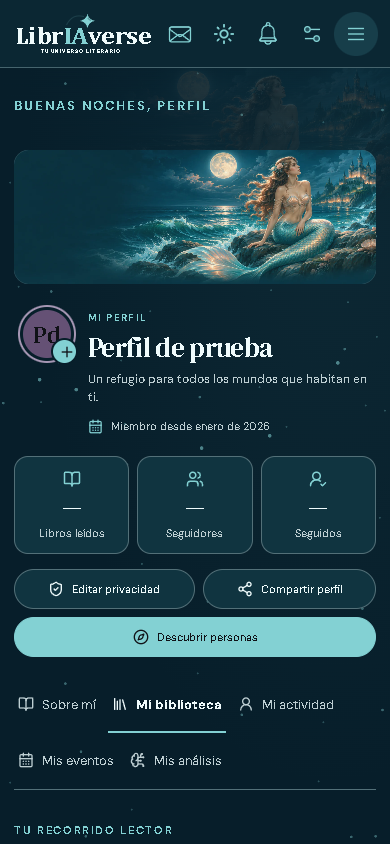 LibrIAverse
TU UNIVERSO LITERARIO
BUENAS NOCHES, PERFIL
Pd
MI PERFIL
Perfil de prueba
Un refugio para todos los mundos que habitan en
ti.
Miembro desde enero de 2026
— — —
Libros leídos Seguidores Seguidos
Editar privacidad Compartir perfil
Descubrir personas
Sobre mí Mi biblioteca Mi actividad
Mis eventos Mis análisis
TU RECORRIDO LECTOR